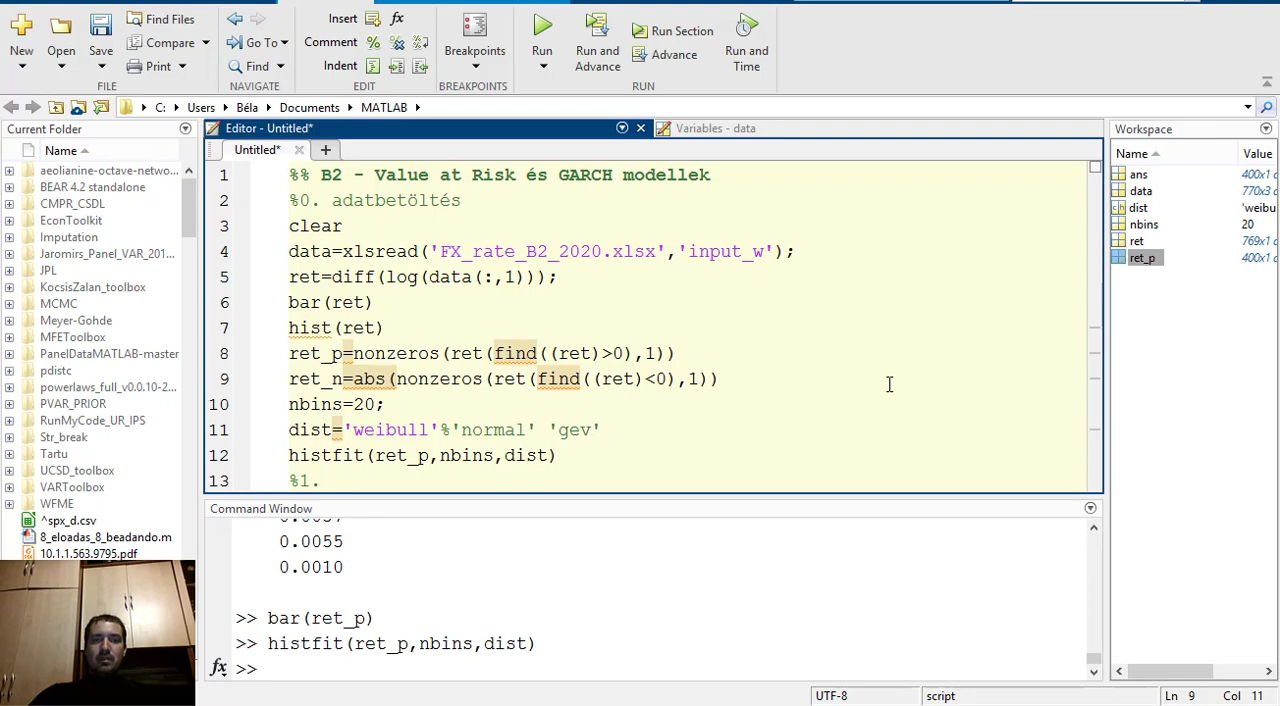 New
Open
Save
Find Files
Compare
Print
FILE
Go To
Find
NAVIGATE
Insert fx
Comment
Indent
EDIT
Breakpoints
BREAKPOINTS
Run
Run and
Advance
Run Section
Advance
Run and
Time
RUN
C: ▸ Users ▸ Béla ▸ Documents ▸ MATLAB ▸
Current Folder
Name
aeolianine-octave-netwo...
BEAR 4.2 standalone
CMPR_CSDL
EconToolkit
Imputation
Jaromirs_Panel_VAR_201...
JPL
KocsisZalan_toolbox
MCMC
Meyer-Gohde
MFEToolbox
PanelDataMATLAB-master
pdistc
powerlaws_full_v0.0.10-2...
PVAR_PRIOR
RunMyCode_UR_IPS
Str_break
Tartu
UCSD_toolbox
VARToolbox
WFME
^spx_d.csv
8_eloadas_8_beadando.m
10.1.1.563.9795.pdf
Editor - Untitled*
Variables - data
Untitled*
1 %% B2 - Value at Risk és GARCH modellek
2 %0. adatbetöltés
3 clear
4 data=xlsread('FX_rate_B2_2020.xlsx','input_w');
5 ret=diff(log(data(:,1)));
6 bar(ret)
7 hist(ret)
8 ret_p=nonzeros(ret(find((ret)>0),1))
9 ret_n=abs(nonzeros(ret(find((ret)<0),1))
10 nbins=20;
11 dist='weibull'%'normal' 'gev'
12 histfit(ret_p,nbins,dist)
13 %1.
Command Window
0.0055
0.0010
>> bar(ret_p)
>> histfit(ret_p,nbins,dist)
fx >>
Workspace
Name Value
ans 400x1 d
data 770x3 d
dist 'weibu
nbins 20
ret 769x1 d
ret_p 400x1 d
UTF-8
script
Ln 9 Col 11